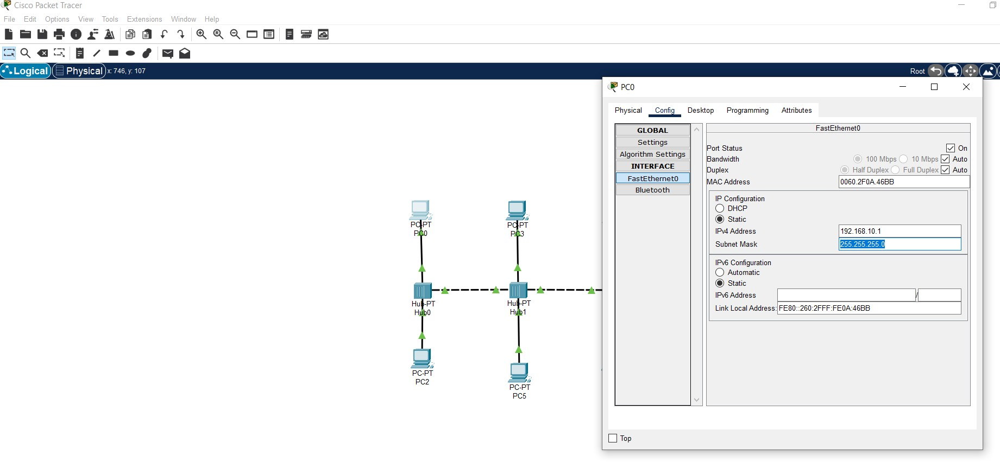 Cisco Packet Tracer
File Edit Options View Tools Extensions Window Help
Logical Physical x: 746, y: 107 Root
PC0
Physical Config Desktop Programming Attributes
GLOBAL
Settings
Algorithm Settings
INTERFACE
FastEthernet0
Bluetooth
FastEthernet0
Port Status On
Bandwidth 100 Mbps 10 Mbps Auto
Duplex Half Duplex Full Duplex Auto
MAC Address 0060.2F0A.46BB
IP Configuration
DHCP
Static
IPv4 Address 192.168.10.1
Subnet Mask 255.255.255.0
IPv6 Configuration
Automatic
Static
IPv6 Address /
Link Local Address: FE80::260:2FFF:FE0A:46BB
Top
PC-PT
PC0
PC-PT
PC3
Hub-PT
Hub0
Hub-PT
Hub1
PC-PT
PC2
PC-PT
PC5